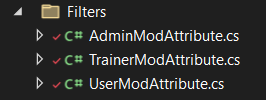 Filters
C# AdminModAttribute.cs
C# TrainerModAttribute.cs
C# UserModAttribute.cs